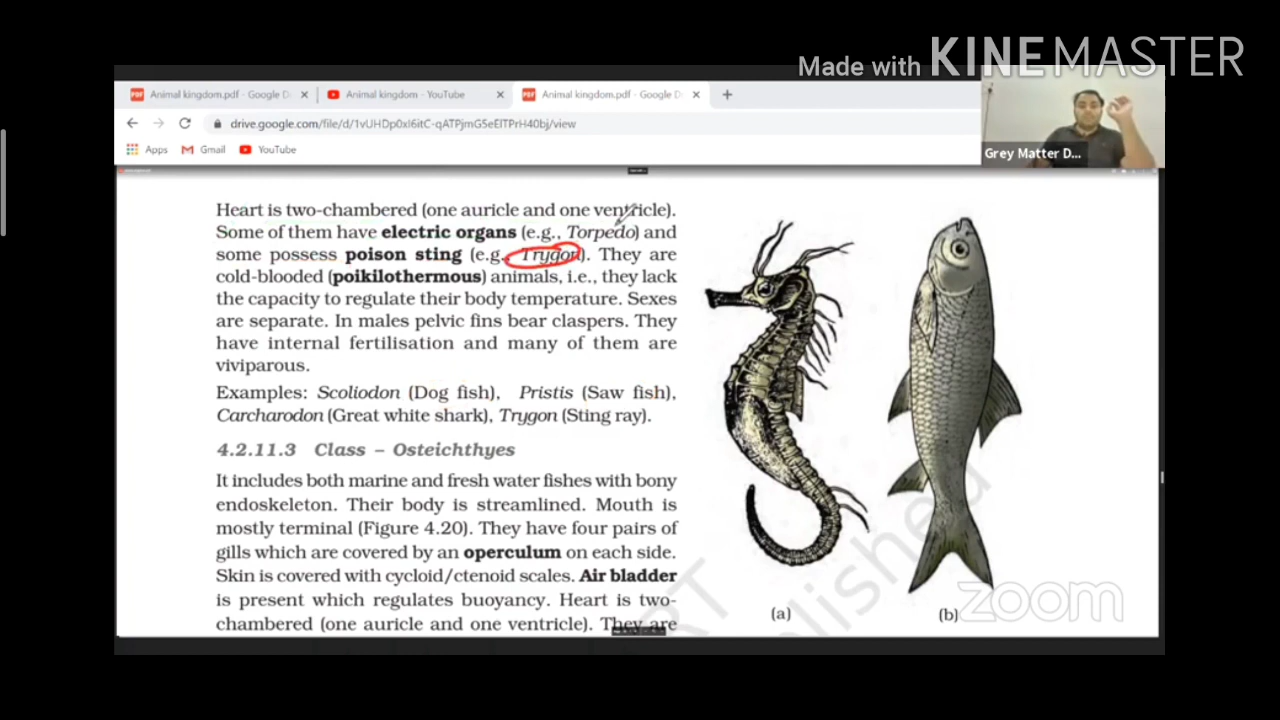 Made with KINEMASTER
Animal kingdom.pdf - Google D
Animal kingdom - YouTube
Animal kingdom.pdf - Google D
drive.google.com/file/d/1vUHDp0xl6itC-qATPjmG5eElTPrH40bj/view
Apps Gmail YouTube
Grey Matter D...
Heart is two-chambered (one auricle and one ventricle).
Some of them have electric organs (e.g., Torpedo) and
some possess poison sting (e.g., Trygon). They are
cold-blooded (poikilothermous) animals, i.e., they lack
the capacity to regulate their body temperature. Sexes
are separate. In males pelvic fins bear claspers. They
have internal fertilisation and many of them are
viviparous.
Examples: Scoliodon (Dog fish), Pristis (Saw fish),
Carcharodon (Great white shark), Trygon (Sting ray).
4.2.11.3 Class – Osteichthyes
It includes both marine and fresh water fishes with bony
endoskeleton. Their body is streamlined. Mouth is
mostly terminal (Figure 4.20). They have four pairs of
gills which are covered by an operculum on each side.
Skin is covered with cycloid/ctenoid scales. Air bladder
is present which regulates buoyancy. Heart is two-
chambered (one auricle and one ventricle). They are
(a)
(b)
zoom